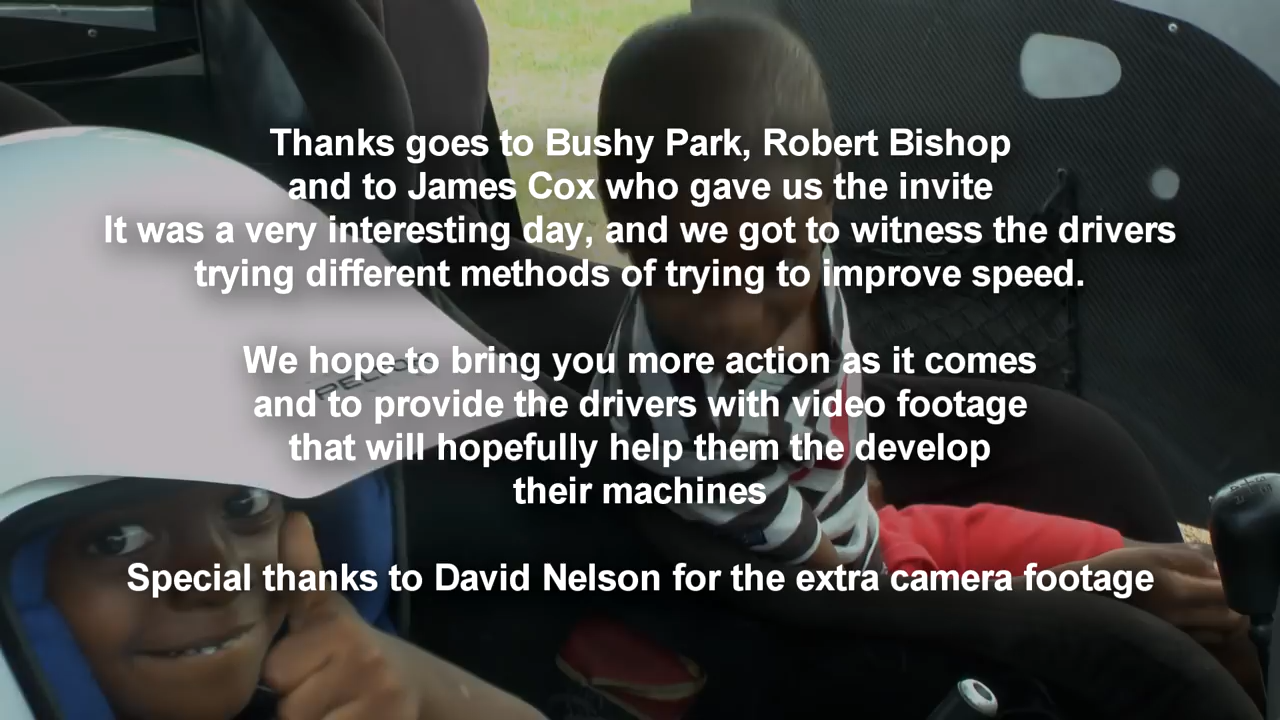 Thanks goes to Bushy Park, Robert Bishop
and to James Cox who gave us the invite
It was a very interesting day, and we got to witness the drivers
trying different methods of trying to improve speed.
We hope to bring you more action as it comes
and to provide the drivers with video footage
that will hopefully help them the develop
their machines
Special thanks to David Nelson for the extra camera footage